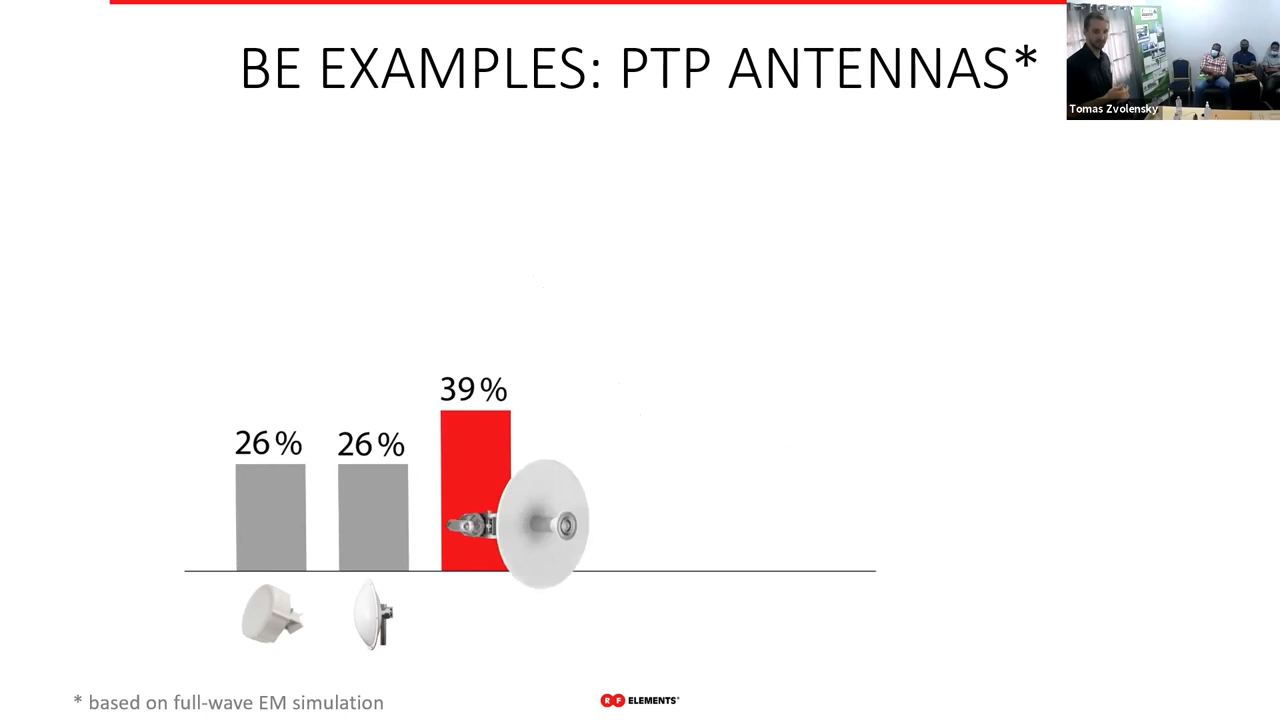 BE EXAMPLES: PTP ANTENNAS*
Tomas Zvolensky
39%
26%
26%
* based on full-wave EM simulation
RF ELEMENTS